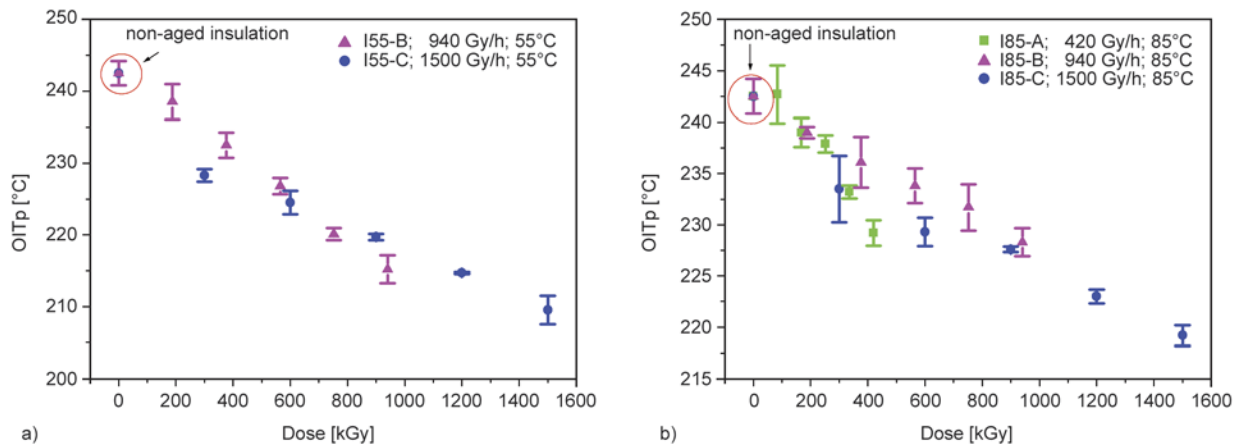 250
240
230
220
210
200
OITp [°C]
0
200
400
600
800
1000
1200
1400
1600
Dose [kGy]
non-aged insulation
I55-B; 940 Gy/h; 55°C
I55-C; 1500 Gy/h; 55°C
a)
250
245
240
235
230
225
220
215
OITp [°C]
0
200
400
600
800
1000
1200
1400
1600
Dose [kGy]
non-aged insulation
I85-A; 420 Gy/h; 85°C
I85-B; 940 Gy/h; 85°C
I85-C; 1500 Gy/h; 85°C
b)